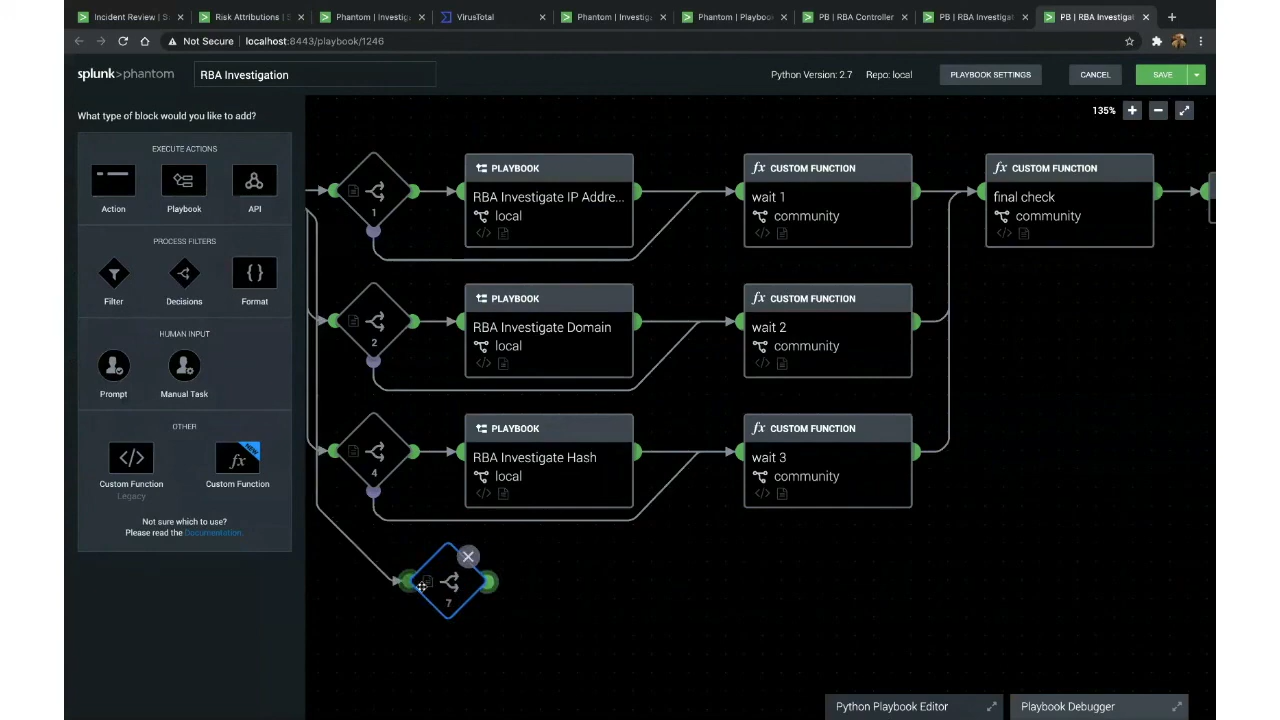 Incident Review | S
Risk Attributions | S
Phantom | Investig
VirusTotal
Phantom | Investig
Phantom | Playboo
PB | RBA Controller
PB | RBA Investigat
PB | RBA Investigat
Not Secure
localhost:8443/playbook/1246
splunk>phantom
RBA Investigation
Python Version: 2.7
Repo: local
PLAYBOOK SETTINGS
CANCEL
SAVE
What type of block would you like to add?
EXECUTE ACTIONS
Action
Playbook
API
PROCESS FILTERS
Filter
Decisions
Format
HUMAN INPUT
Prompt
Manual Task
OTHER
NEW
Custom Function
Legacy
Custom Function
Not sure which to use?
Please read the Documentation.
135%
1
PLAYBOOK
RBA Investigate IP Addre...
local
fx CUSTOM FUNCTION
wait 1
community
fx CUSTOM FUNCTION
final check
community
2
PLAYBOOK
RBA Investigate Domain
local
fx CUSTOM FUNCTION
wait 2
community
4
PLAYBOOK
RBA Investigate Hash
local
fx CUSTOM FUNCTION
wait 3
community
7
Python Playbook Editor
Playbook Debugger